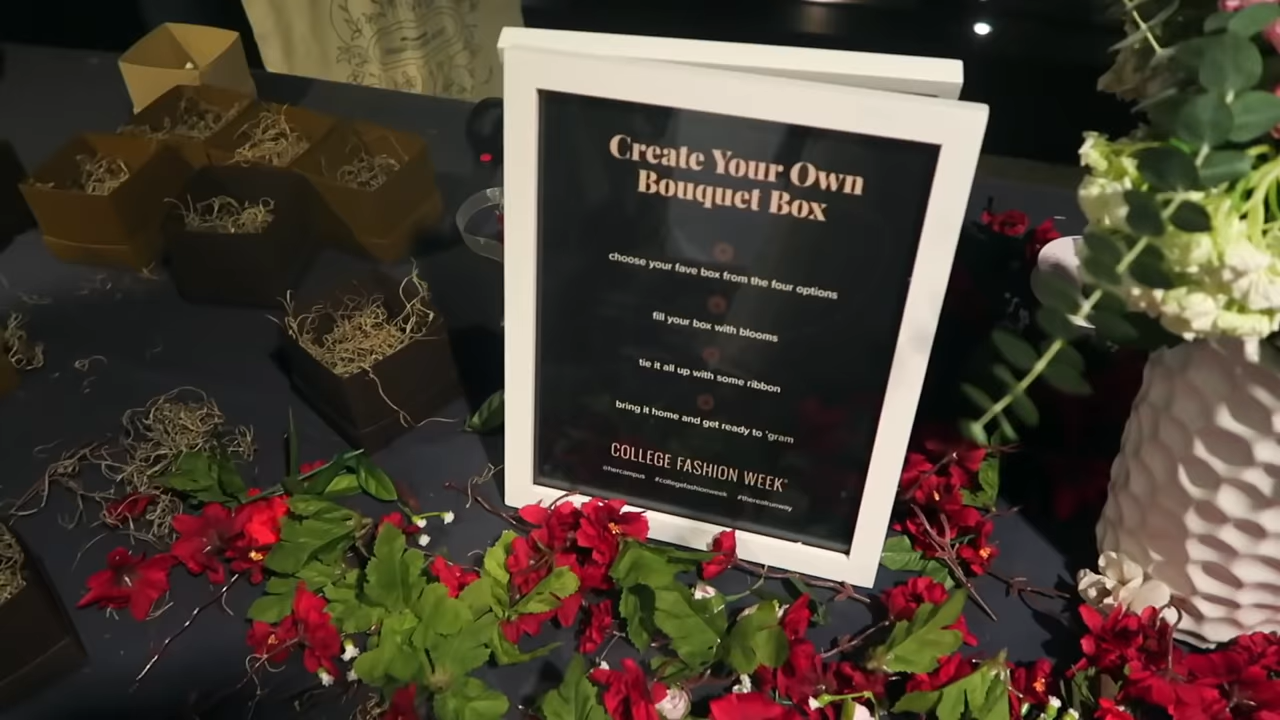 Create Your Own
Bouquet Box
choose your fave box from the four options
fill your box with blooms
tie it all up with some ribbon
bring it home and get ready to 'gram
COLLEGE FASHION WEEK®
@hercampus #collegefashionweek #therealrunway